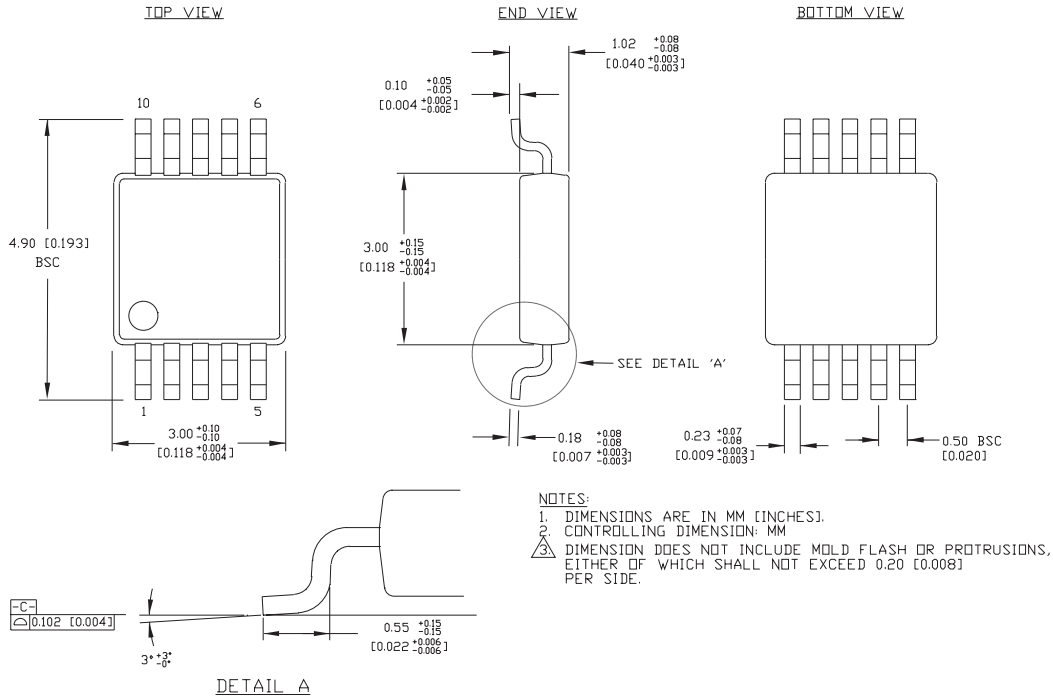 TOP VIEW
END VIEW
BOTTOM VIEW
1.02 +0.08 -0.08
[0.040 +0.003 -0.003]
0.10 +0.05 -0.05
[0.004 +0.002 -0.002]
10
6
4.90 [0.193]
BSC
3.00 +0.15 -0.15
[0.118 +0.004 -0.004]
SEE DETAIL 'A'
1
5
3.00 +0.10 -0.10
[0.118 +0.004 -0.004]
0.18 +0.08 -0.08
[0.007 +0.003 -0.003]
0.23 +0.07 -0.08
[0.009 +0.003 -0.003]
0.50 BSC
[0.020]
NOTES:
1. DIMENSIONS ARE IN MM [INCHES].
2. CONTROLLING DIMENSION: MM
3. DIMENSION DOES NOT INCLUDE MOLD FLASH OR PROTRUSIONS,
EITHER OF WHICH SHALL NOT EXCEED 0.20 [0.008]
PER SIDE.
-C-
0.102 [0.004]
3° +3° -0°
0.55 +0.15 -0.15
[0.022 +0.006 -0.006]
DETAIL A